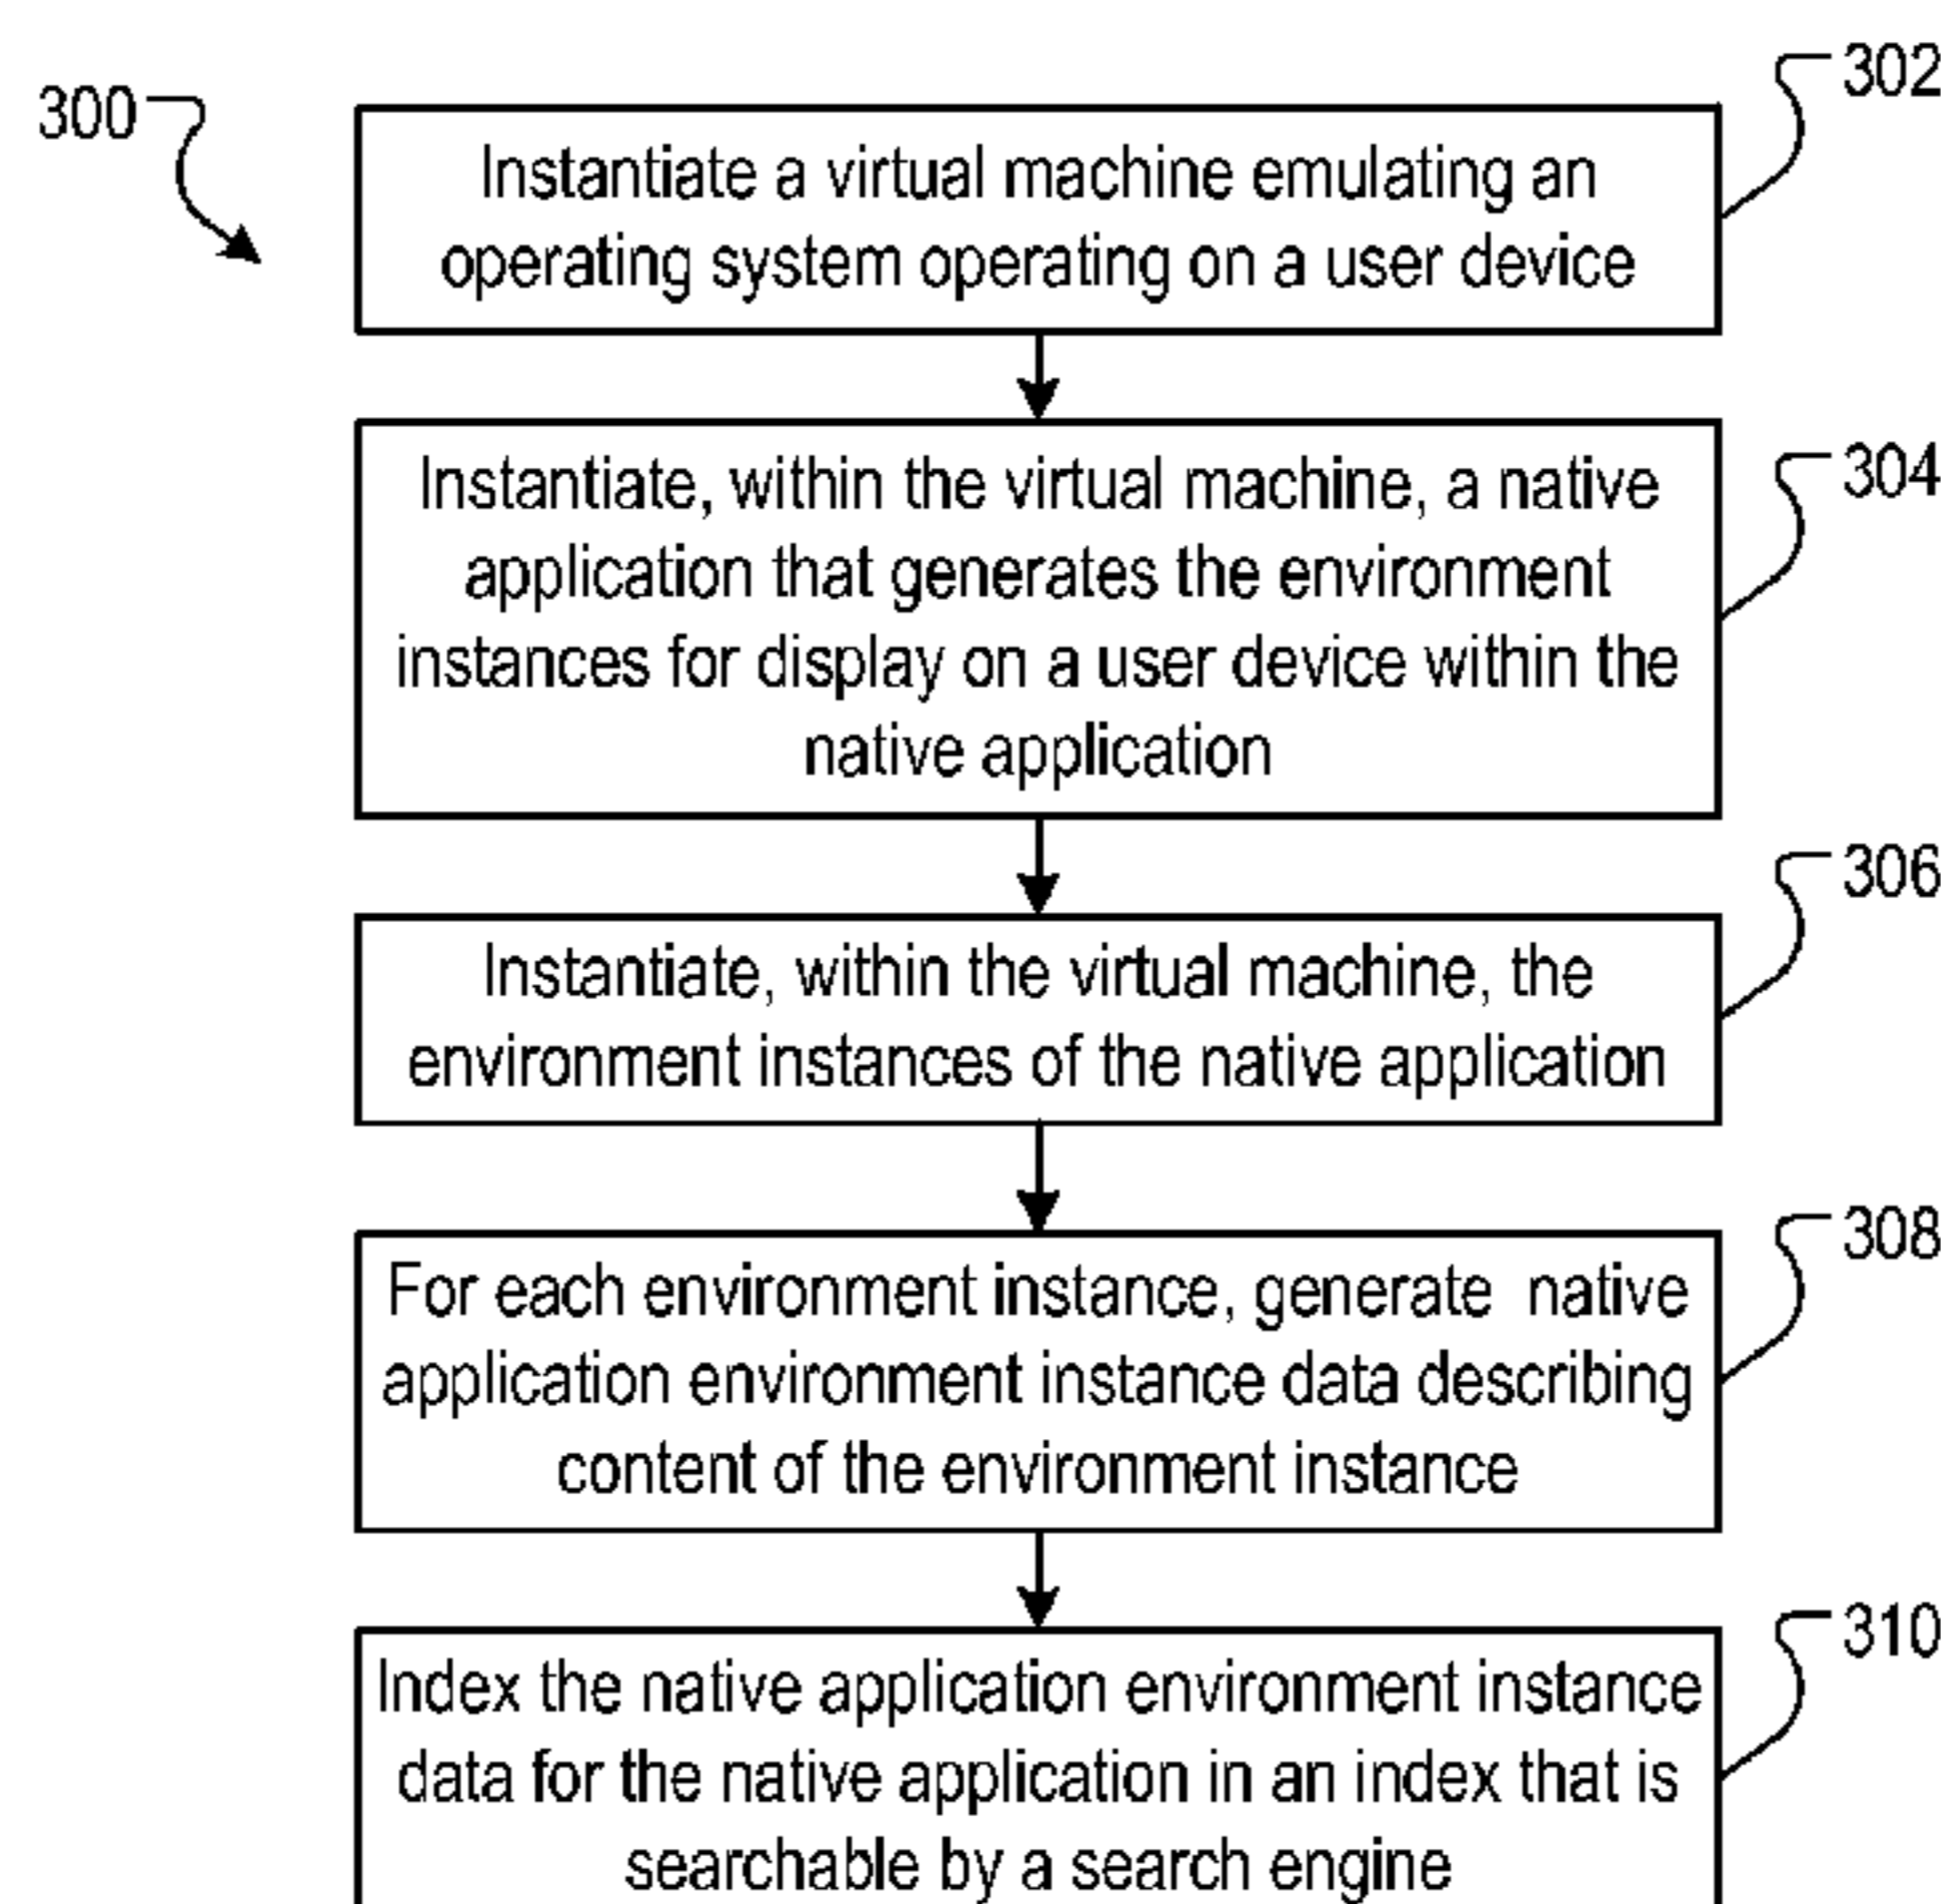 300
302
Instantiate a virtual machine emulating an
operating system operating on a user device
304
Instantiate, within the virtual machine, a native
application that generates the environment
instances for display on a user device within the
native application
306
Instantiate, within the virtual machine, the
environment instances of the native application
308
For each environment instance, generate native
application environment instance data describing
content of the environment instance
310
Index the native application environment instance
data for the native application in an index that is
searchable by a search engine